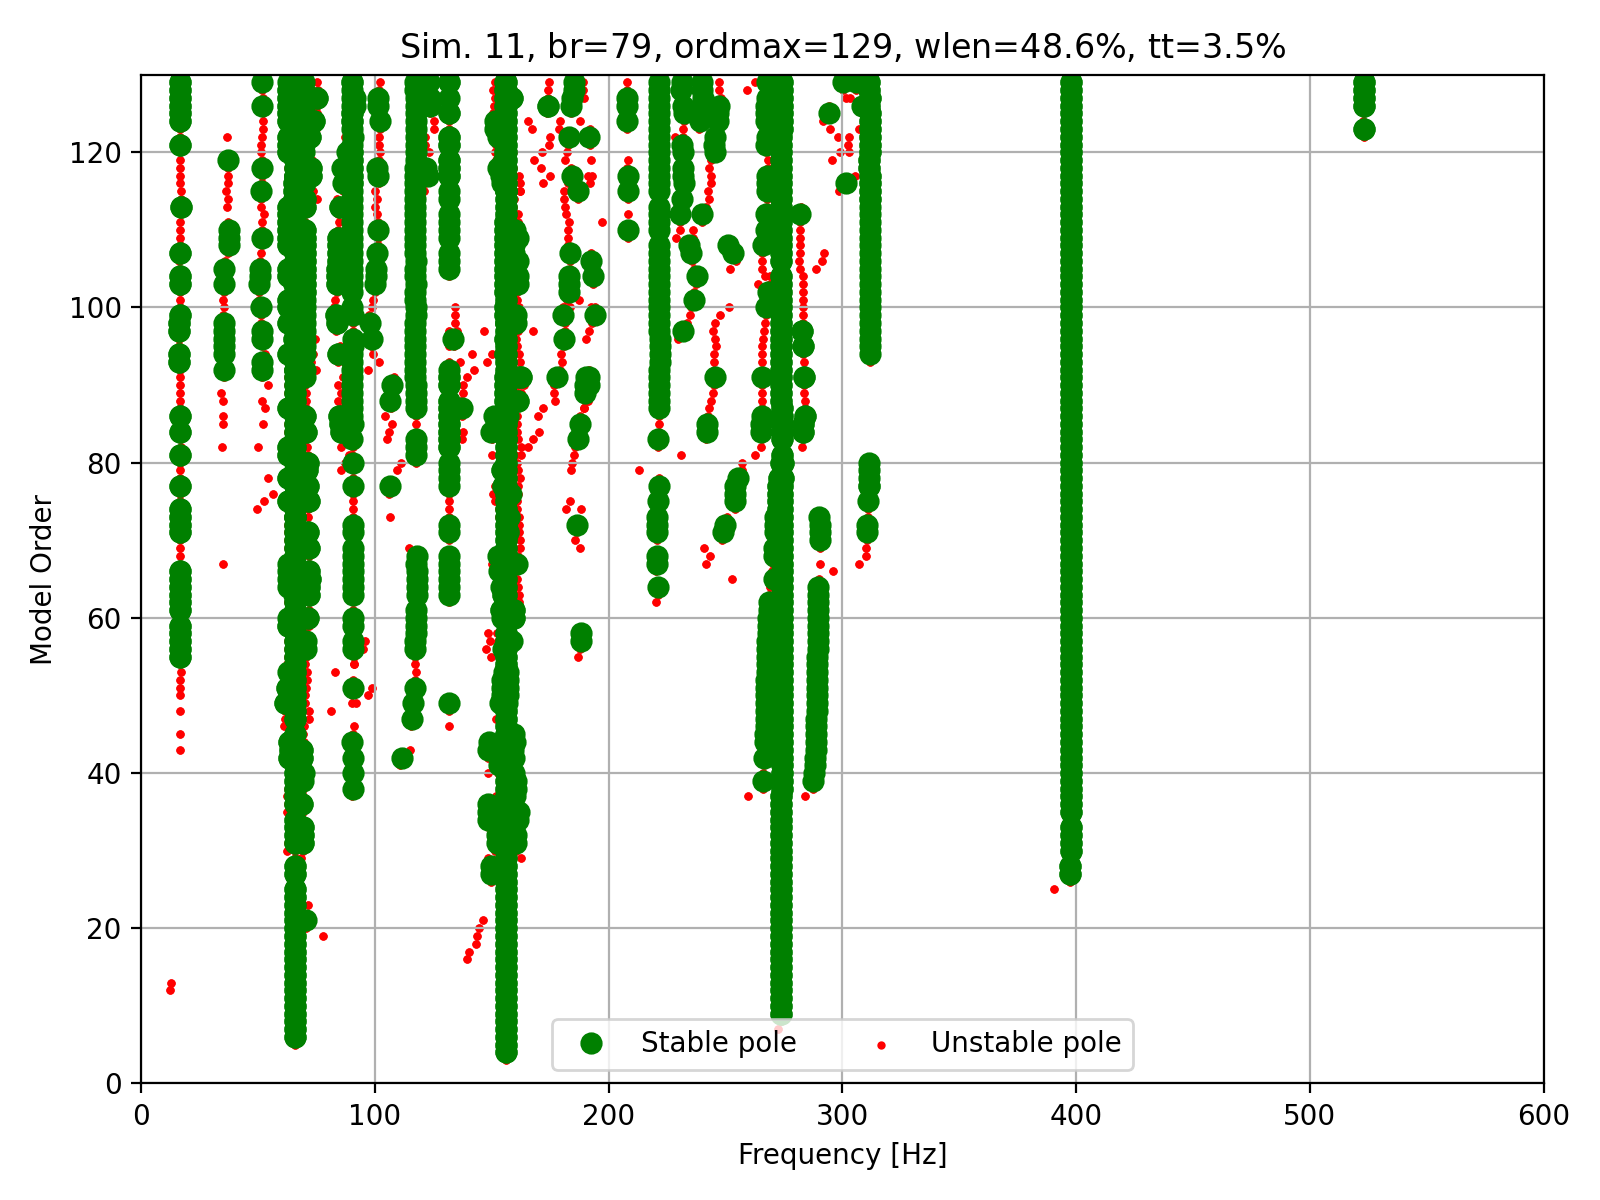 Sim. 11, br=79, ordmax=129, wlen=48.6%, tt=3.5%
120
100
80
60
40
20
0
Model Order
Stable pole
Unstable pole
0 100 200 300 400 500 600
Frequency [Hz]